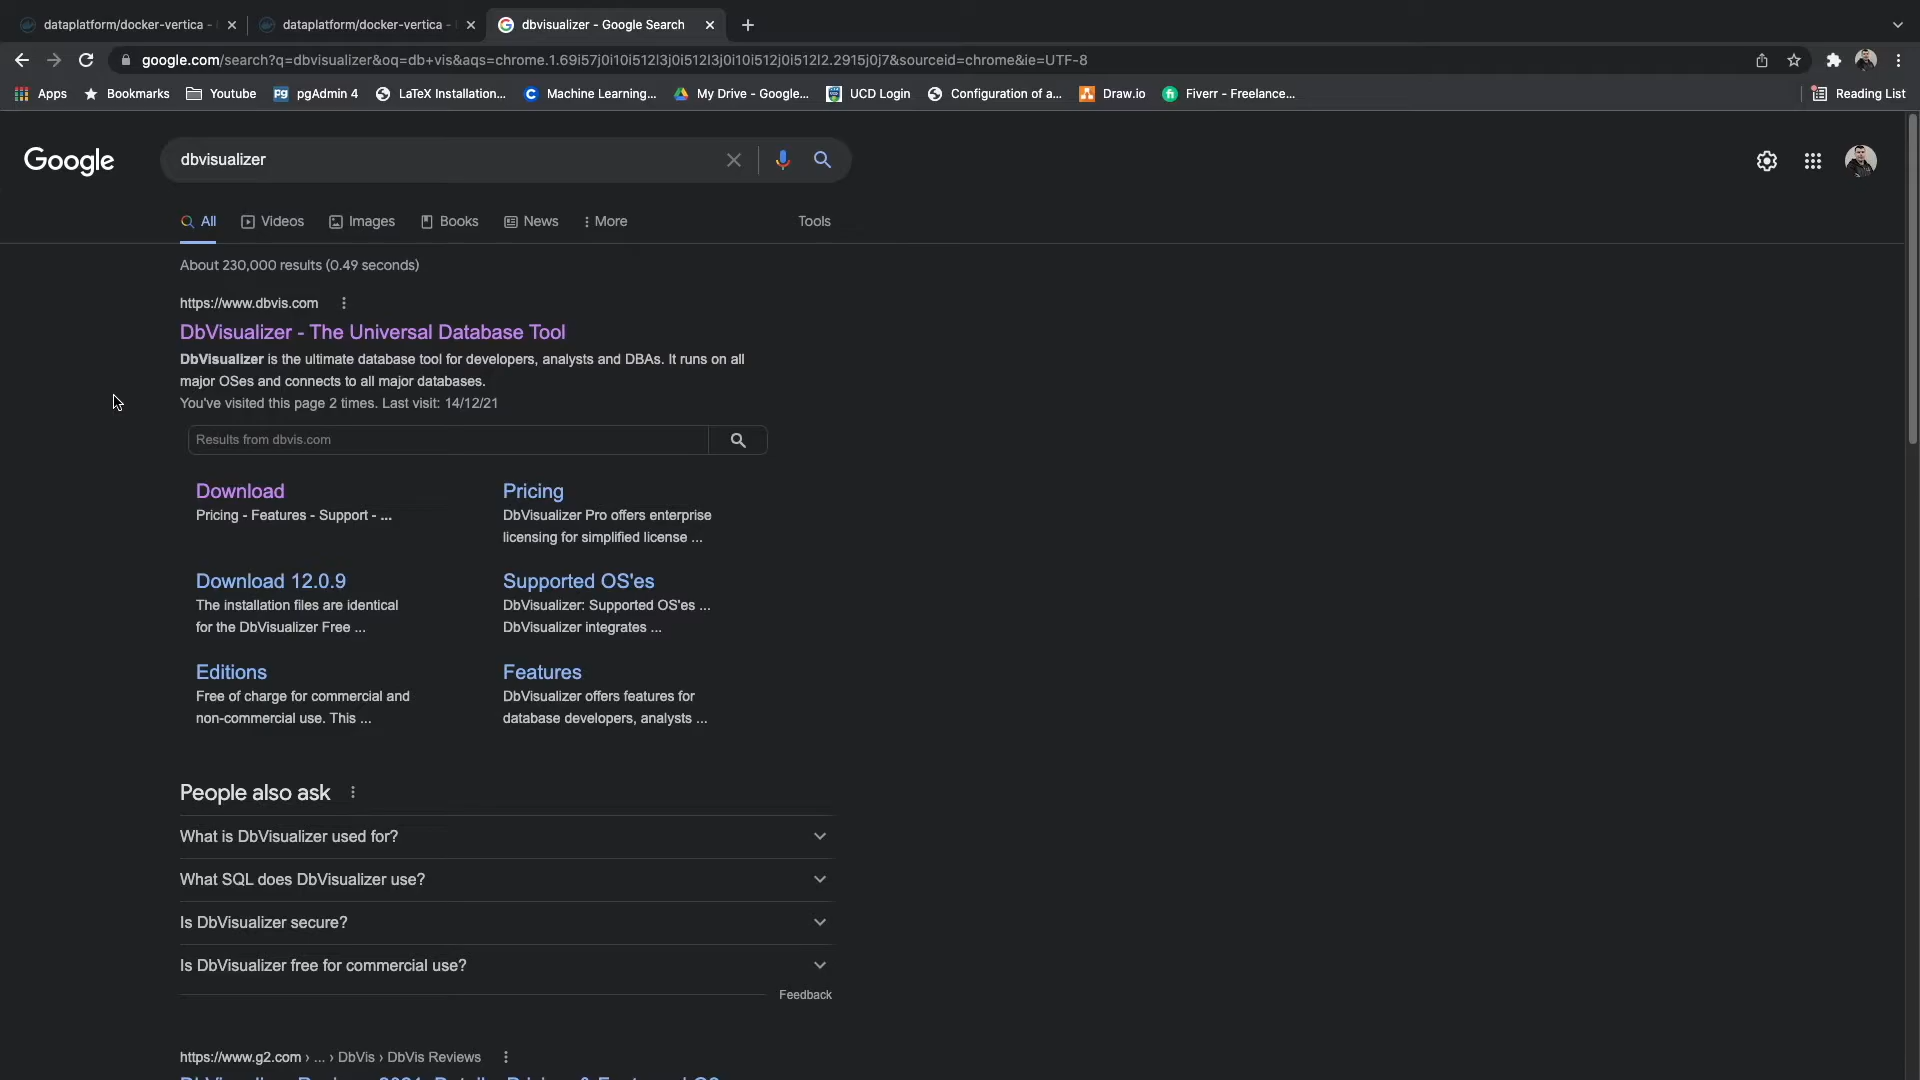 dataplatform/docker-vertica -
dataplatform/docker-vertica -
dbvisualizer - Google Search
google.com/search?q=dbvisualizer&oq=db+vis&aqs=chrome.1.69i57j0i10i512l3j0i512l3j0i10i512j0i512l2.2915j0j7&sourceid=chrome&ie=UTF-8
Apps
Bookmarks
Youtube
pgAdmin 4
LaTeX Installation...
Machine Learning...
My Drive - Google...
UCD Login
Configuration of a...
Draw.io
Fiverr - Freelance...
Reading List
Google
dbvisualizer
All
Videos
Images
Books
News
More
Tools
About 230,000 results (0.49 seconds)
https://www.dbvis.com
DbVisualizer - The Universal Database Tool
DbVisualizer is the ultimate database tool for developers, analysts and DBAs. It runs on all
major OSes and connects to all major databases.
You've visited this page 2 times. Last visit: 14/12/21
Results from dbvis.com
Download
Pricing - Features - Support - ...
Pricing
DbVisualizer Pro offers enterprise
licensing for simplified license ...
Download 12.0.9
The installation files are identical
for the DbVisualizer Free ...
Supported OS'es
DbVisualizer: Supported OS'es ...
DbVisualizer integrates ...
Editions
Free of charge for commercial and
non-commercial use. This ...
Features
DbVisualizer offers features for
database developers, analysts ...
People also ask
What is DbVisualizer used for?
What SQL does DbVisualizer use?
Is DbVisualizer secure?
Is DbVisualizer free for commercial use?
Feedback
https://www.g2.com › ... › DbVis › DbVis Reviews